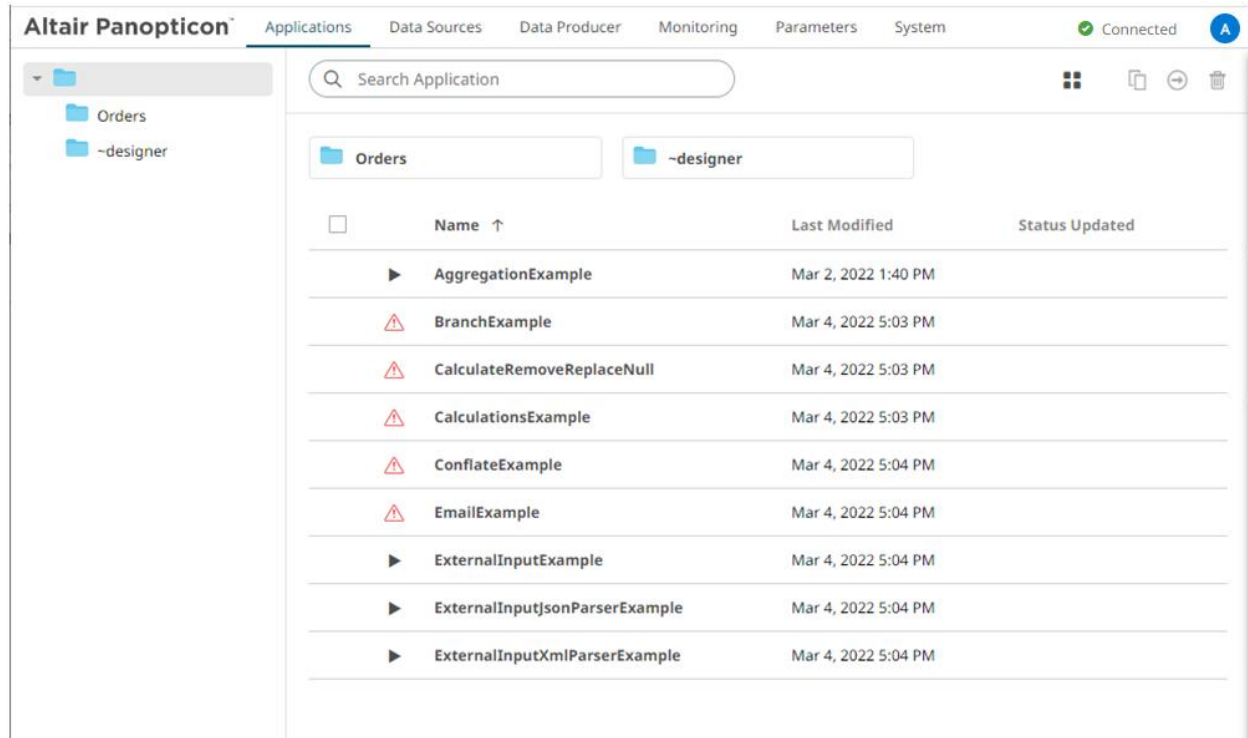 Altair Panopticon™ Applications Data Sources Data Producer Monitoring Parameters System Connected A
Search Application
Orders
~designer
Orders ~designer
Name ↑ Last Modified Status Updated
AggregationExample Mar 2, 2022 1:40 PM
BranchExample Mar 4, 2022 5:03 PM
CalculateRemoveReplaceNull Mar 4, 2022 5:03 PM
CalculationsExample Mar 4, 2022 5:03 PM
ConflateExample Mar 4, 2022 5:04 PM
EmailExample Mar 4, 2022 5:04 PM
ExternalInputExample Mar 4, 2022 5:04 PM
ExternalInputJsonParserExample Mar 4, 2022 5:04 PM
ExternalInputXmlParserExample Mar 4, 2022 5:04 PM